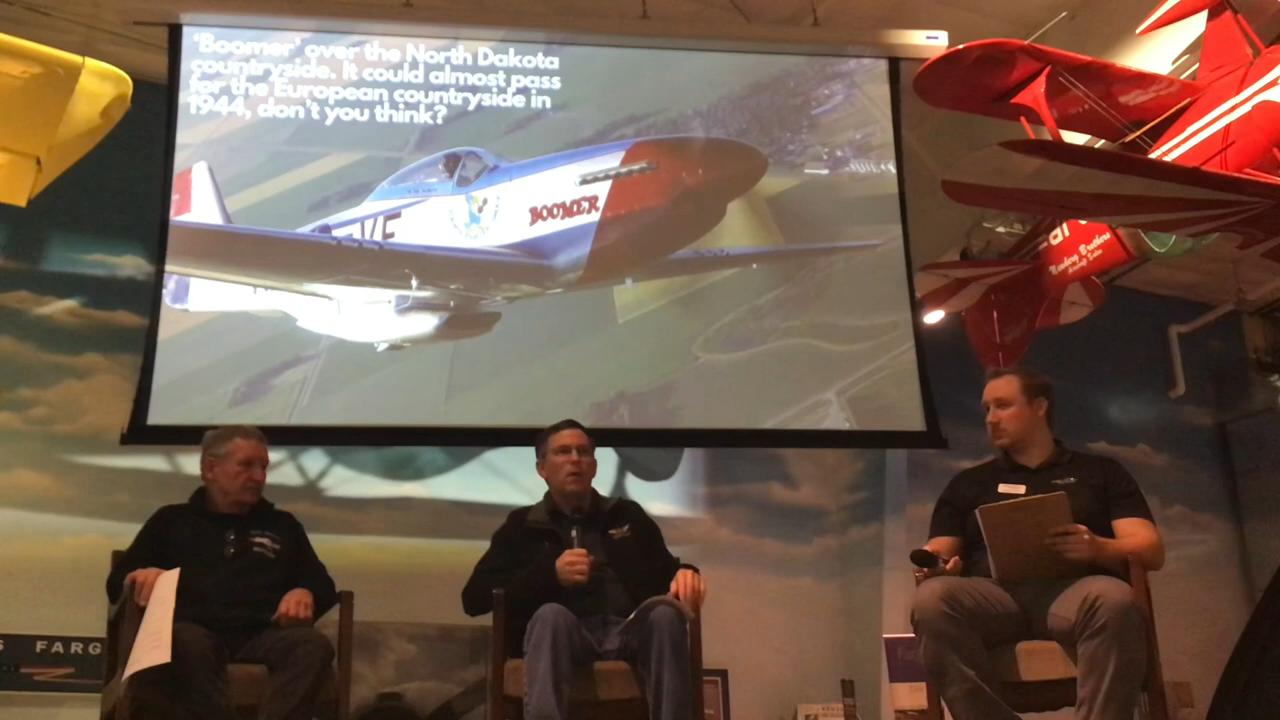 'Boomer' over the North Dakota
countryside. It could almost pass
for the European countryside in
1944, don't you think?
BOOMER
Newberg Brothers
S FARG